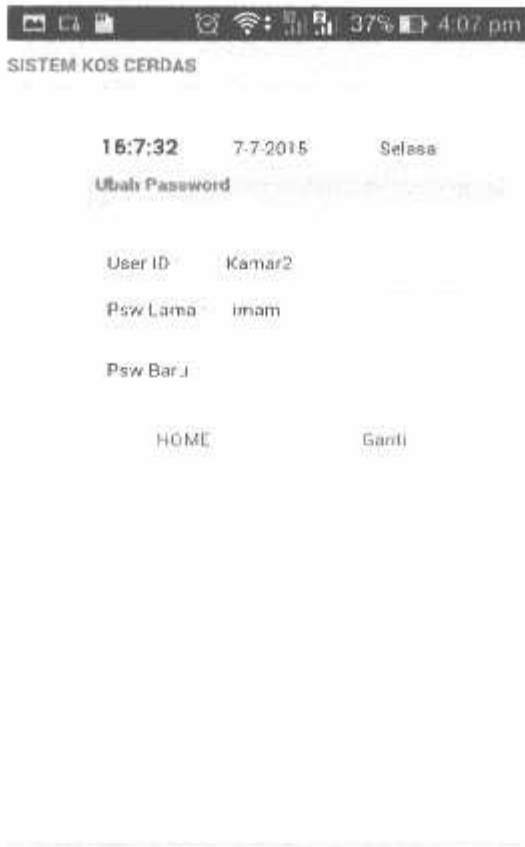 37% 4:07 pm
SISTEM KOS CERDAS
16:7:32 7-7-2015 Selasa
Ubah Password
User ID Kamar2
Psw Lama imam
Psw Baru
HOME Ganti